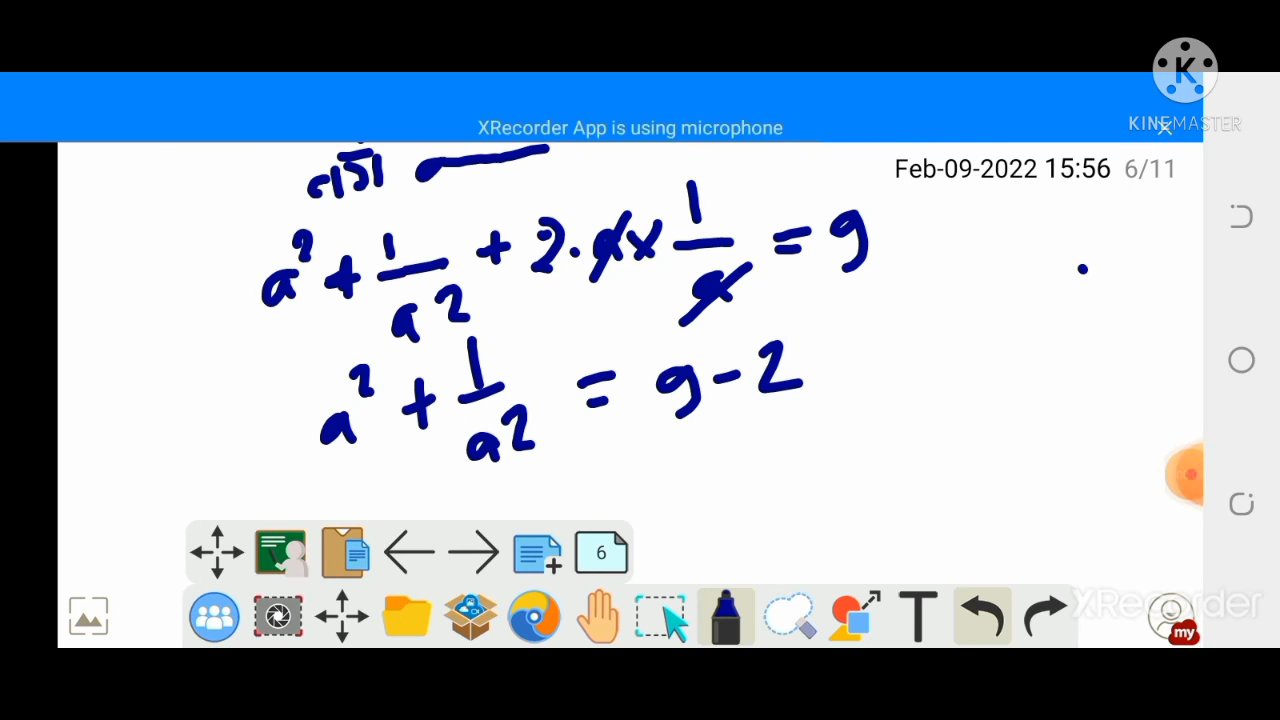 KINEMASTER
XRecorder App is using microphone
Feb-09-2022 15:56 6/11
a² + 1/a² + 2·a × 1/a = 9
a² + 1/a² = 9 - 2
6
XRecorder
my